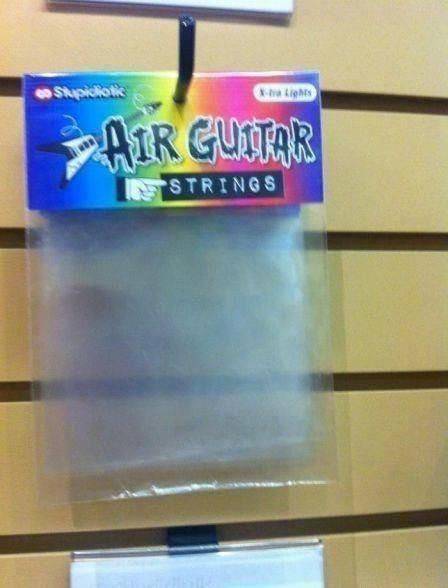 Stupidiotic
X-tra Lights
AIR GUITAR
STRINGS